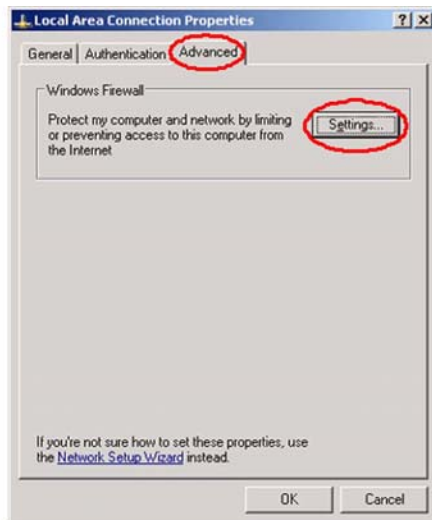 Local Area Connection Properties
General Authentication Advanced
Windows Firewall
Protect my computer and network by limiting
or preventing access to this computer from
the Internet
Settings...
If you're not sure how to set these properties, use
the Network Setup Wizard instead.
OK Cancel